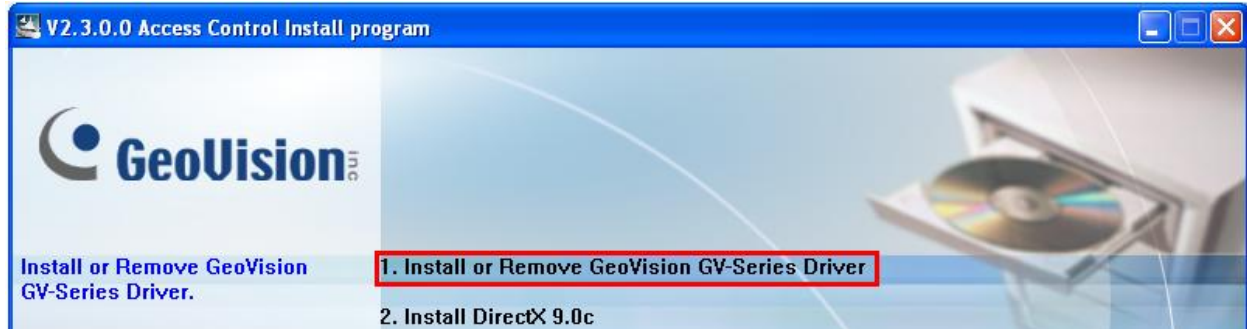 V2.3.0.0 Access Control Install program
GeoVision inc
Install or Remove GeoVision
GV-Series Driver.
1. Install or Remove GeoVision GV-Series Driver
2. Install DirectX 9.0c